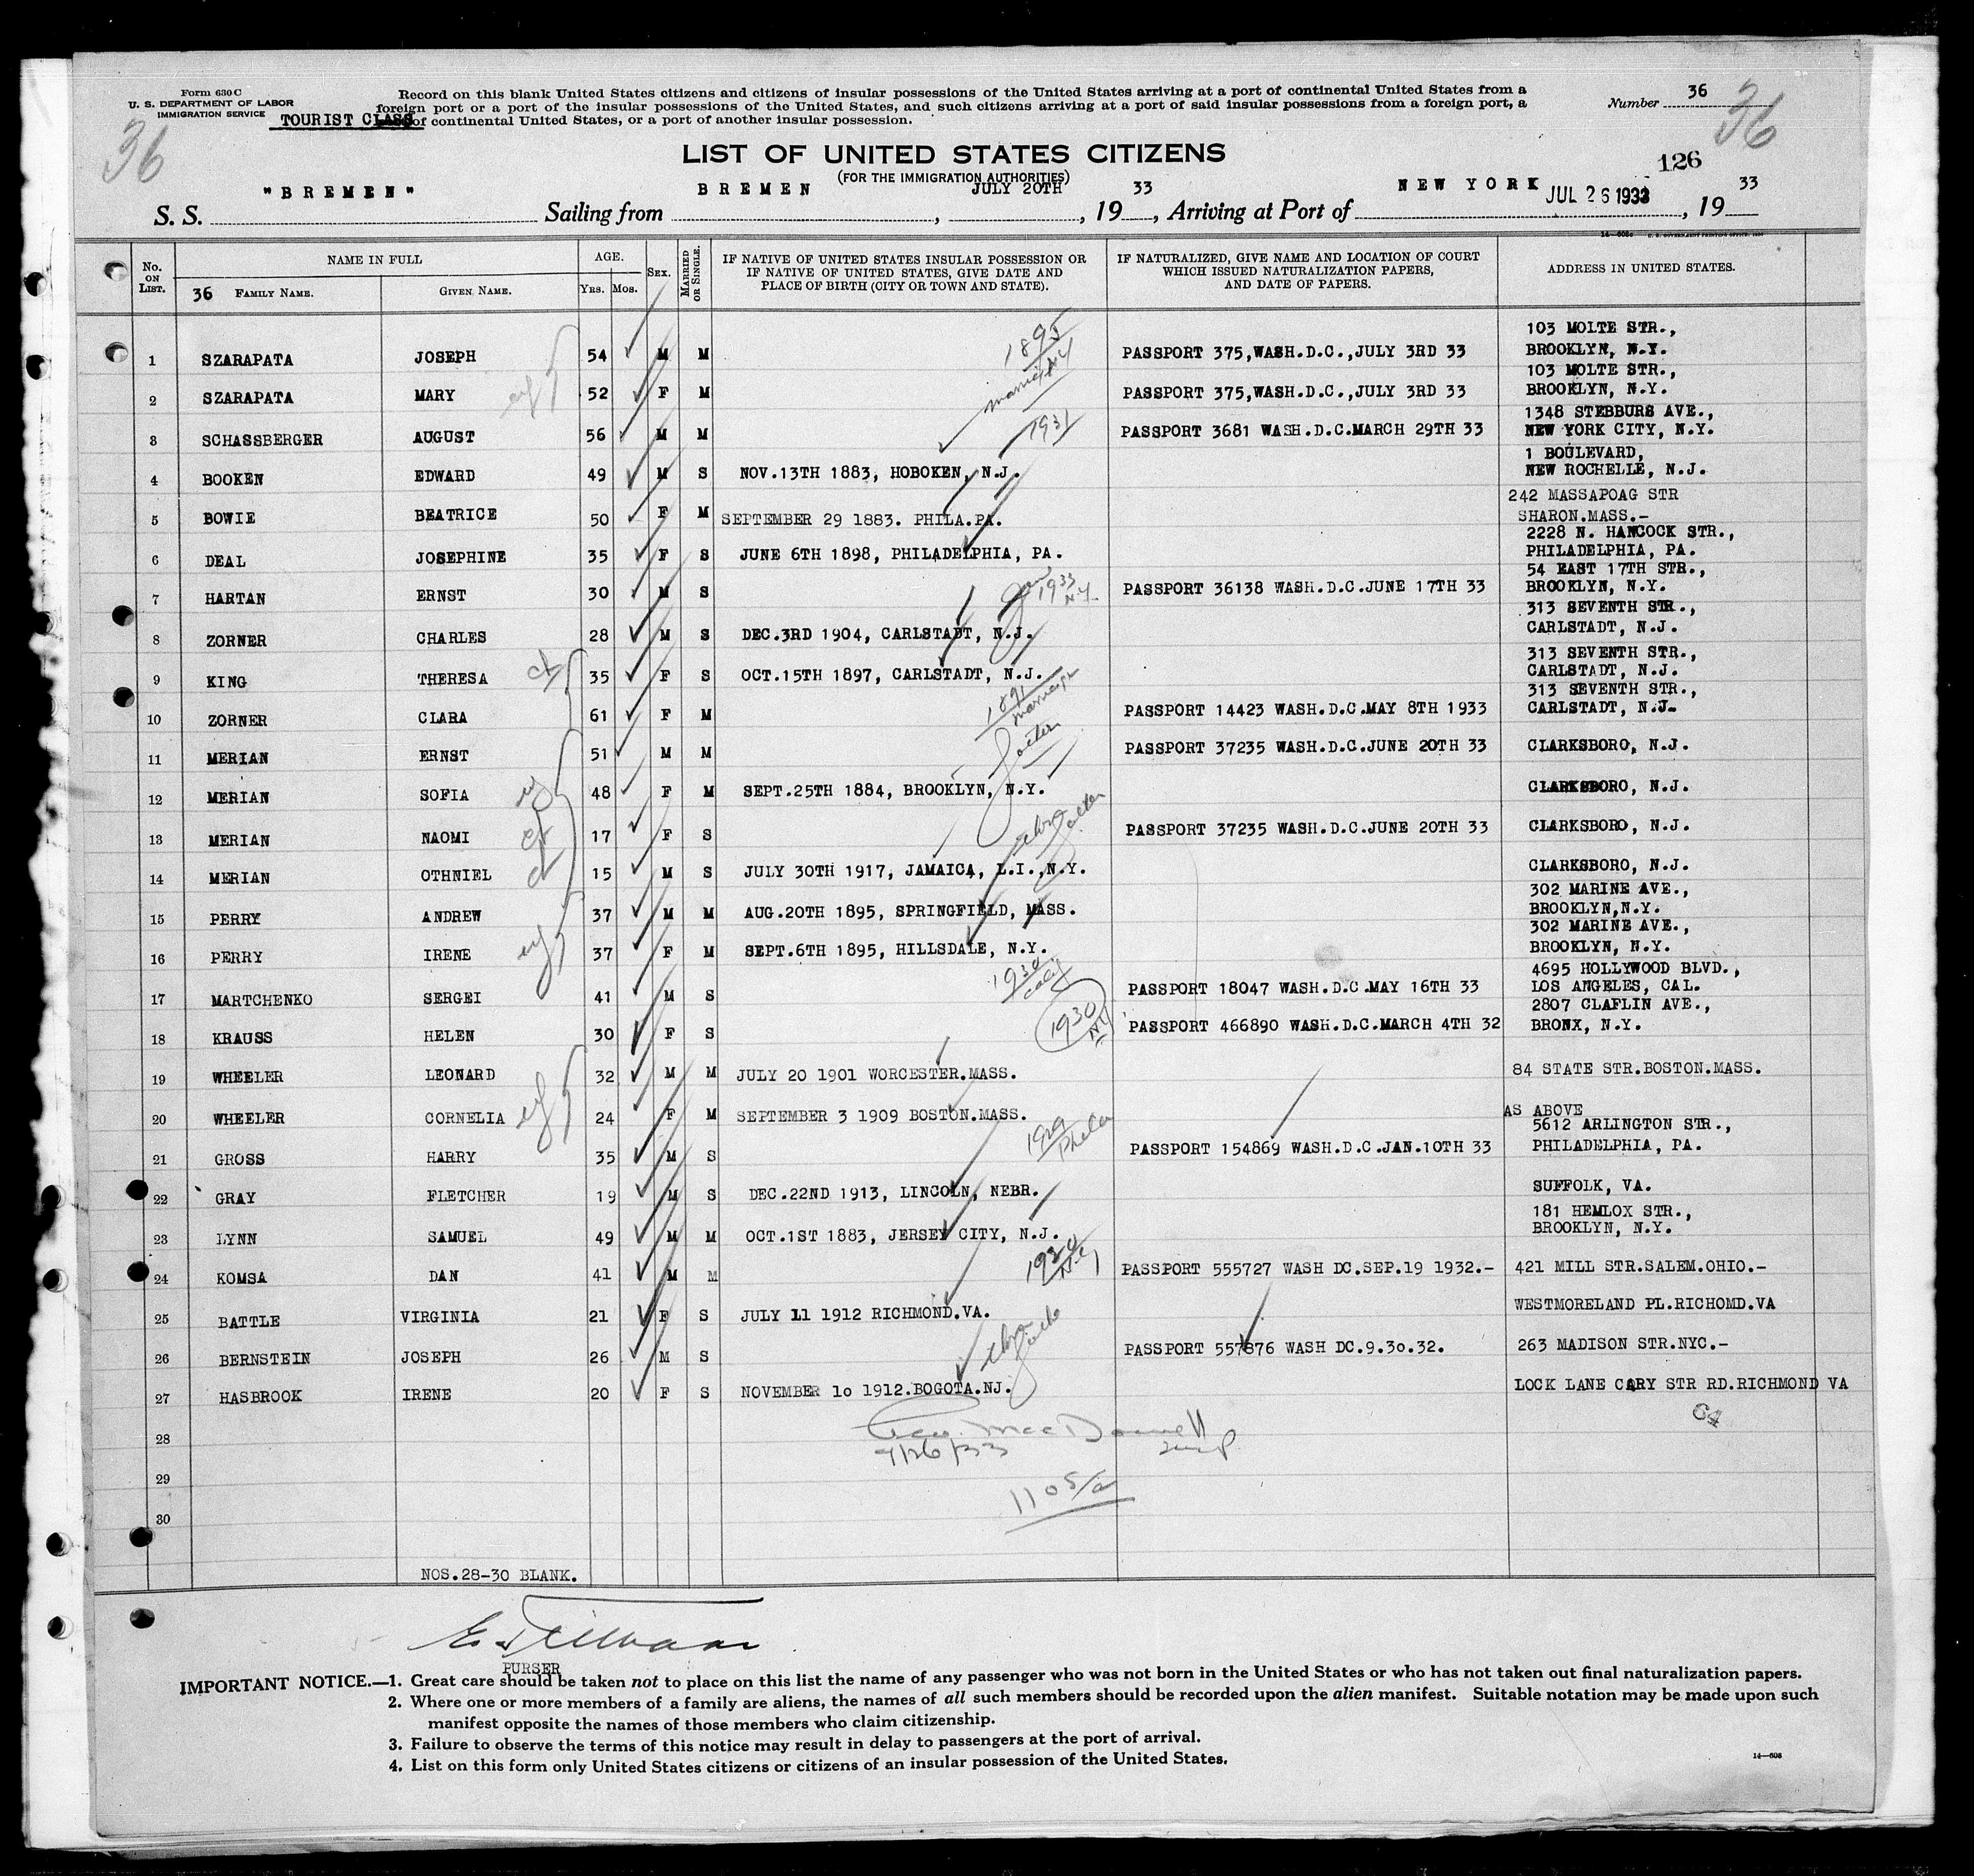 Form 630 C
U. S. DEPARTMENT OF LABOR
IMMIGRATION SERVICE
TOURIST CLASS
Record on this blank United States citizens and citizens of insular possessions of the United States arriving at a port of continental United States from a
foreign port or a port of the insular possessions of the United States, and such citizens arriving at a port of said insular possessions from a foreign port, a
of continental United States, or a port of another insular possession.
Number 36
36
36
LIST OF UNITED STATES CITIZENS
(FOR THE IMMIGRATION AUTHORITIES)
126
S. S. "BREMEN" Sailing from BREMEN, JULY 20TH, 1933, Arriving at Port of NEW YORK JUL 26 1933, 1933
No. ON LIST.
NAME IN FULL
36 FAMILY NAME.
GIVEN NAME.
AGE.
YRS. MOS.
SEX.
MARRIED OR SINGLE.
IF NATIVE OF UNITED STATES INSULAR POSSESSION OR
IF NATIVE OF UNITED STATES, GIVE DATE AND
PLACE OF BIRTH (CITY OR TOWN AND STATE).
IF NATURALIZED, GIVE NAME AND LOCATION OF COURT
WHICH ISSUED NATURALIZATION PAPERS,
AND DATE OF PAPERS.
ADDRESS IN UNITED STATES.
1 SZARAPATA JOSEPH 54 M M 1895 PASSPORT 375,WASH.D.C.,JULY 3RD 33 103 MOLTE STR., BROOKLYN, N.Y.
2 SZARAPATA MARY 52 F M PASSPORT 375,WASH.D.C.,JULY 3RD 33 103 MOLTE STR., BROOKLYN, N.Y.
3 SCHASSBERGER AUGUST 56 M M 1931 PASSPORT 3681 WASH.D.C.MARCH 29TH 33 1348 STEBBURS AVE., NEW YORK CITY, N.Y.
4 BOOKEN EDWARD 49 M S NOV.13TH 1883, HOBOKEN, N.J. 1 BOULEVARD, NEW ROCHELLE, N.J.
5 BOWIE BEATRICE 50 F M SEPTEMBER 29 1883. PHILA.PA. 242 MASSAPOAG STR SHARON.MASS.-
6 DEAL JOSEPHINE 35 F S JUNE 6TH 1898, PHILADELPHIA, PA. 2228 N. HANCOCK STR., PHILADELPHIA, PA.
7 HARTAN ERNST 30 M S 1933 N.Y. PASSPORT 36138 WASH.D.C.JUNE 17TH 33 54 EAST 17TH STR., BROOKLYN, N.Y.
8 ZORNER CHARLES 28 M S DEC.3RD 1904, CARLSTADT, N.J. 313 SEVENTH STR., CARLSTADT, N.J.
9 KING THERESA 35 F S OCT.15TH 1897, CARLSTADT, N.J. 313 SEVENTH STR., CARLSTADT, N.J.
10 ZORNER CLARA 61 F M 1891 marriage PASSPORT 14423 WASH.D.C.MAY 8TH 1933 313 SEVENTH STR., CARLSTADT, N.J.
11 MERIAN ERNST 51 M M PASSPORT 37235 WASH.D.C.JUNE 20TH 33 CLARKSBORO, N.J.
12 MERIAN SOFIA 48 F M SEPT.25TH 1884, BROOKLYN, N.Y. CLARKSBORO, N.J.
13 MERIAN NAOMI 17 F S PASSPORT 37235 WASH.D.C.JUNE 20TH 33 CLARKSBORO, N.J.
14 MERIAN OTHNIEL 15 M S JULY 30TH 1917, JAMAICA, L.I.,N.Y. CLARKSBORO, N.J.
15 PERRY ANDREW 37 M M AUG.20TH 1895, SPRINGFIELD, MASS. 302 MARINE AVE., BROOKLYN,N.Y.
16 PERRY IRENE 37 F M SEPT.6TH 1895, HILLSDALE, N.Y. 302 MARINE AVE., BROOKLYN, N.Y.
17 MARTCHENKO SERGEI 41 M S 1930 Calif PASSPORT 18047 WASH.D.C.MAY 16TH 33 4695 HOLLYWOOD BLVD., LOS ANGELES, CAL.
18 KRAUSS HELEN 30 F S 1930 N.Y. PASSPORT 466890 WASH.D.C.MARCH 4TH 32 2807 CLAFLIN AVE., BRONX, N.Y.
19 WHEELER LEONARD 32 M M JULY 20 1901 WORCESTER.MASS. 84 STATE STR.BOSTON.MASS.
20 WHEELER CORNELIA 24 F M SEPTEMBER 3 1909 BOSTON.MASS. AS ABOVE
21 GROSS HARRY 35 M S 1929 Phila PASSPORT 154869 WASH.D.C.JAN.10TH 33 5612 ARLINGTON STR., PHILADELPHIA, PA.
22 GRAY FLETCHER 19 M S DEC.22ND 1913, LINCOLN, NEBR. SUFFOLK, VA.
23 LYNN SAMUEL 49 M M OCT.1ST 1883, JERSEY CITY, N.J. 181 HEMLOX STR., BROOKLYN, N.Y.
24 KOMSA DAN 41 M M 1920 N.Y. PASSPORT 555727 WASH DC.SEP.19 1932.- 421 MILL STR.SALEM.OHIO.-
25 BATTLE VIRGINIA 21 F S JULY 11 1912 RICHMOND.VA. WESTMORELAND PL.RICHOMD.VA
26 BERNSTEIN JOSEPH 26 M S PASSPORT 557876 WASH DC.9.30.32. 263 MADISON STR.NYC.-
27 HASBROOK IRENE 20 F S NOVEMBER 10 1912.BOGOTA.NJ. LOCK LANE CARY STR RD.RICHMOND VA
28
29
30
Geo. MacDonnell
7/26/33
NOS.28-30 BLANK.
PURSER
IMPORTANT NOTICE.—1. Great care should be taken not to place on this list the name of any passenger who was not born in the United States or who has not taken out final naturalization papers.
2. Where one or more members of a family are aliens, the names of all such members should be recorded upon the alien manifest. Suitable notation may be made upon such
manifest opposite the names of those members who claim citizenship.
3. Failure to observe the terms of this notice may result in delay to passengers at the port of arrival.
4. List on this form only United States citizens or citizens of an insular possession of the United States.
14—608